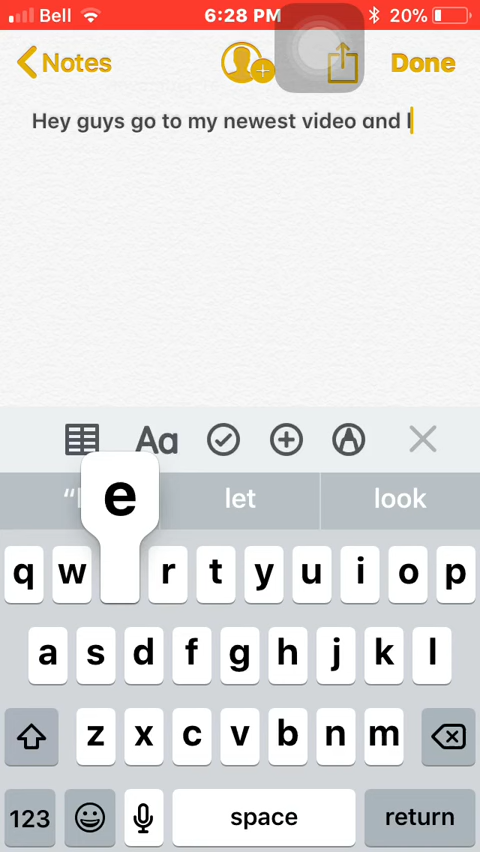 Bell 6:28 PM 20%
Notes Done
Hey guys go to my newest video and l
Aa
“l let look
e
q w r t y u i o p
a s d f g h j k l
z x c v b n m
123 space return